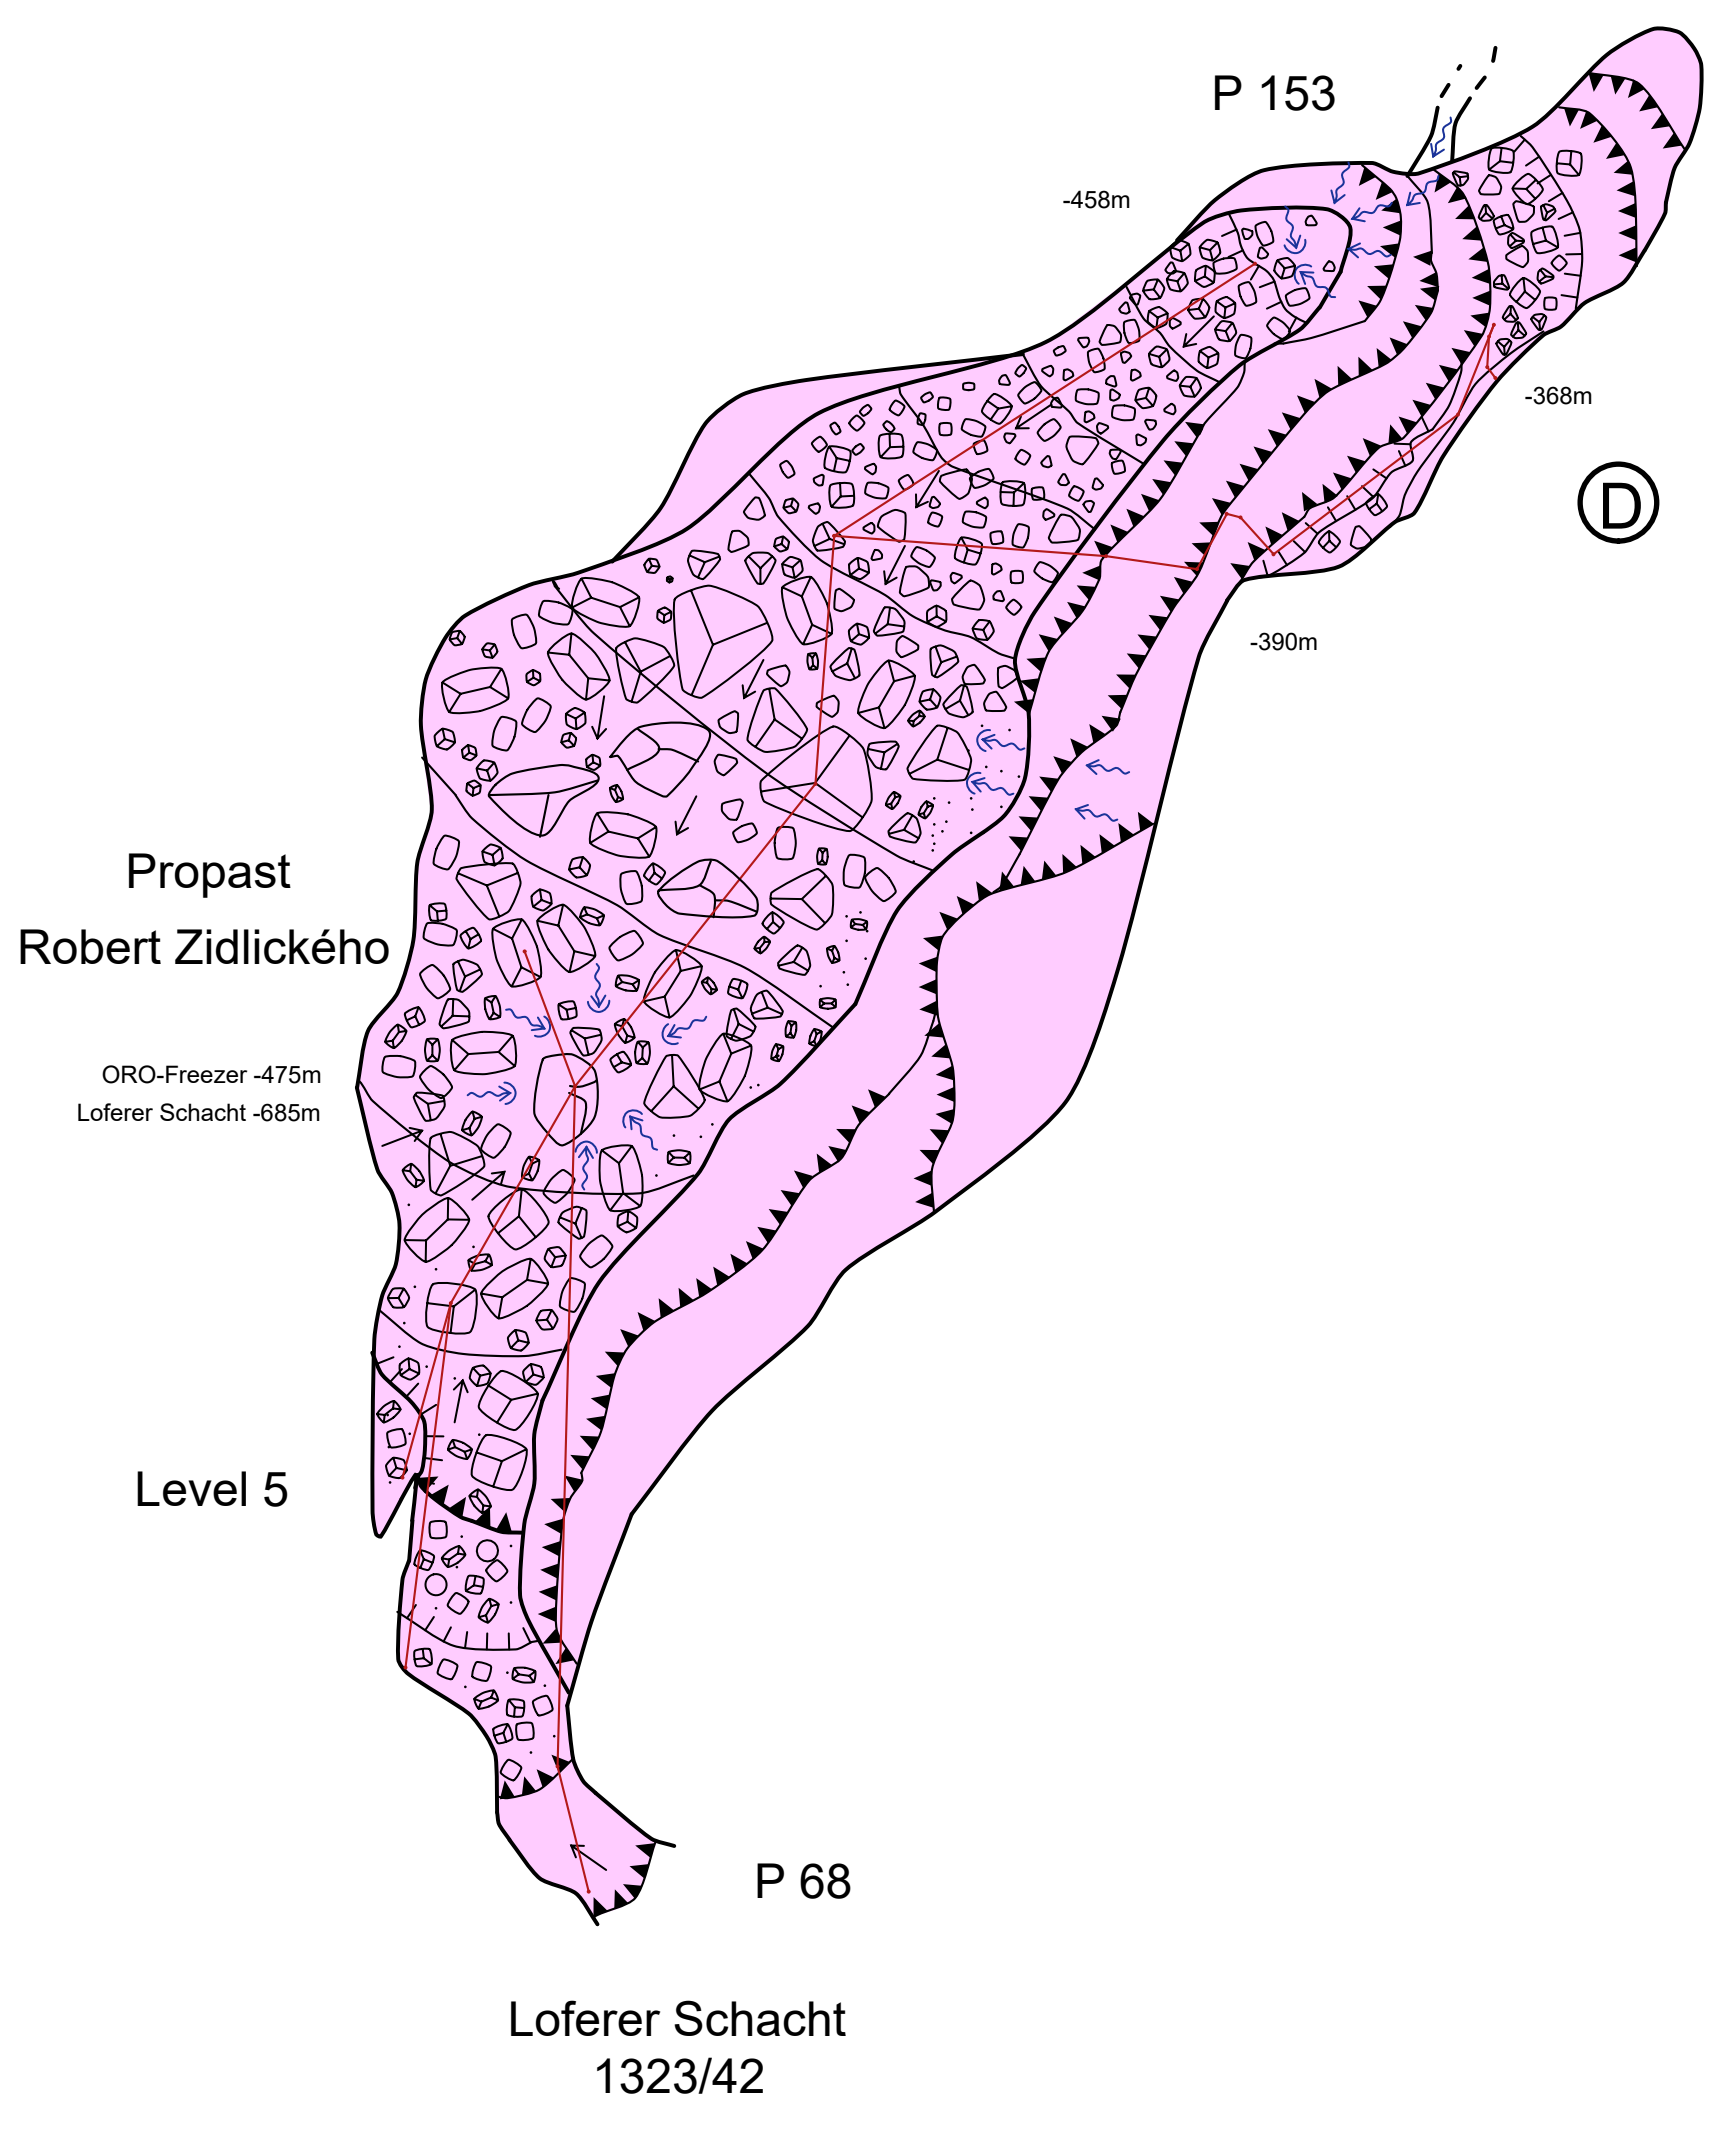 P 153
-458m
-368m
D
-390m
Propast
Robert Zidlického
ORO-Freezer -475m
Loferer Schacht -685m
Level 5
P 68
Loferer Schacht
1323/42